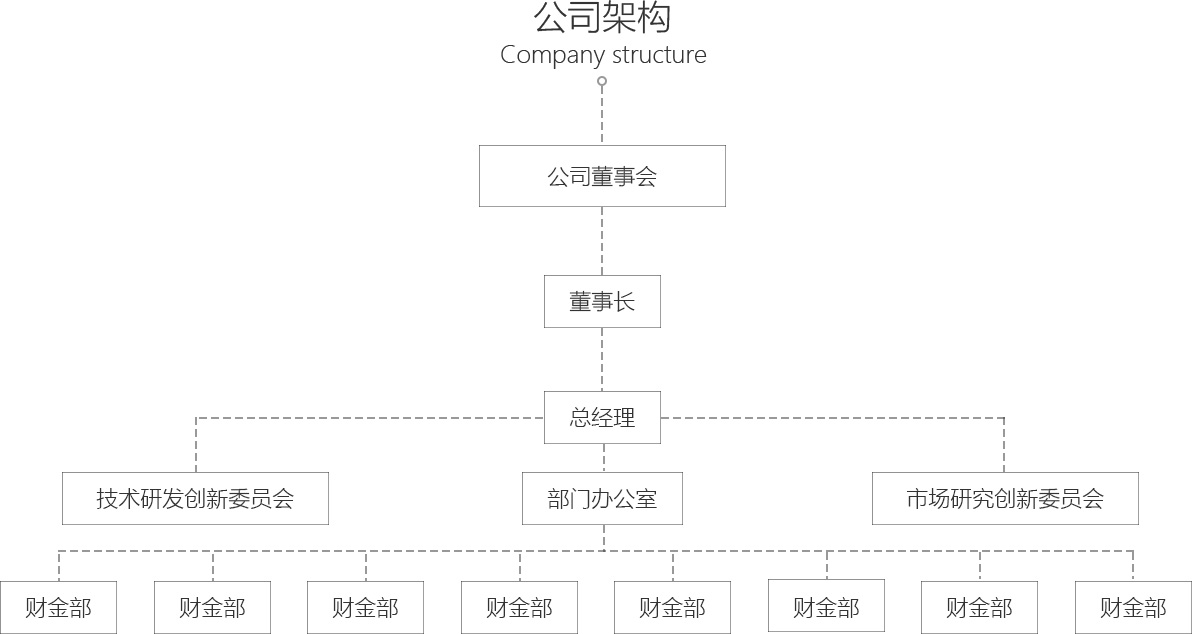 公司架构
Company structure
公司董事会
董事长
总经理
技术研发创新委员会
部门办公室
市场研究创新委员会
财金部
财金部
财金部
财金部
财金部
财金部
财金部
财金部